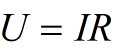 U = IR